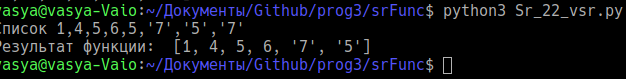 vasya@vasya-Vaio:~/Документы/Github/prog3/srFunc$ python3 Sr_22_vsr.py
Список 1,4,5,6,5,'7','5','7'
Результат функции:  [1, 4, 5, 6, '7', '5']
vasya@vasya-Vaio:~/Документы/Github/prog3/srFunc$